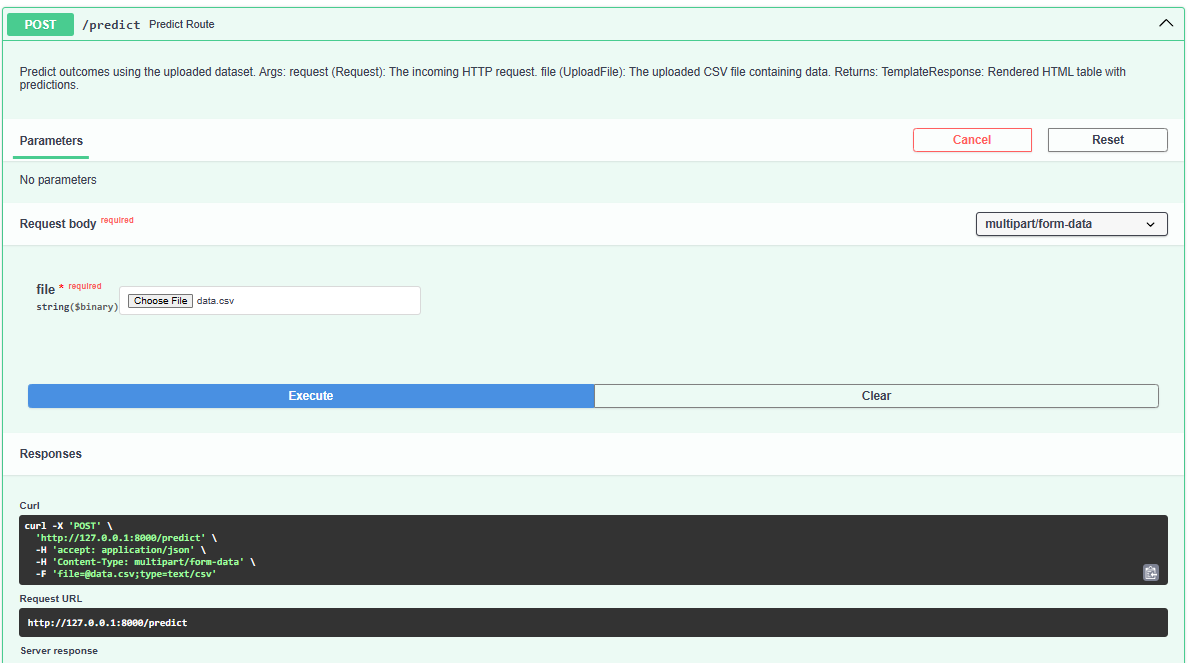 POST /predict Predict Route
Predict outcomes using the uploaded dataset. Args: request (Request): The incoming HTTP request. file (UploadFile): The uploaded CSV file containing data. Returns: TemplateResponse: Rendered HTML table with
predictions.
Parameters Cancel Reset
No parameters
Request body required multipart/form-data
file * required
string($binary) Choose File data.csv
Execute Clear
Responses
Curl
curl -X 'POST' \
'http://127.0.0.1:8000/predict' \
-H 'accept: application/json' \
-H 'Content-Type: multipart/form-data' \
-F 'file=@data.csv;type=text/csv'
Request URL
http://127.0.0.1:8000/predict
Server response